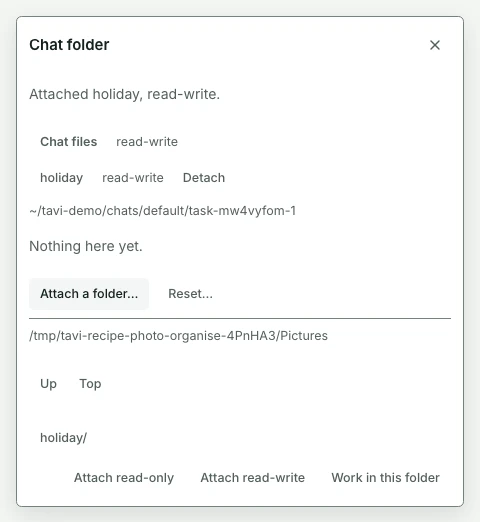 Chat folder
Attached holiday, read-write.
Chat files read-write
holiday read-write Detach
~/tavi-demo/chats/default/task-mw4vyfom-1
Nothing here yet.
Attach a folder... Reset...
/tmp/tavi-recipe-photo-organise-4PnHA3/Pictures
Up Top
holiday/
Attach read-only Attach read-write Work in this folder